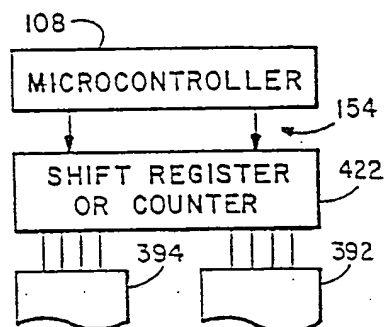 108
MICROCONTROLLER
154
SHIFT REGISTER
OR COUNTER
422
394
392